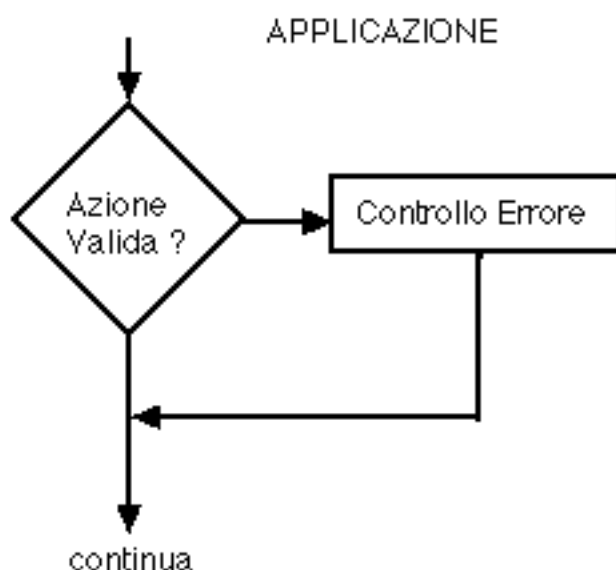 APPLICAZIONE
Azione
Valida ?
Controllo Errore
continua